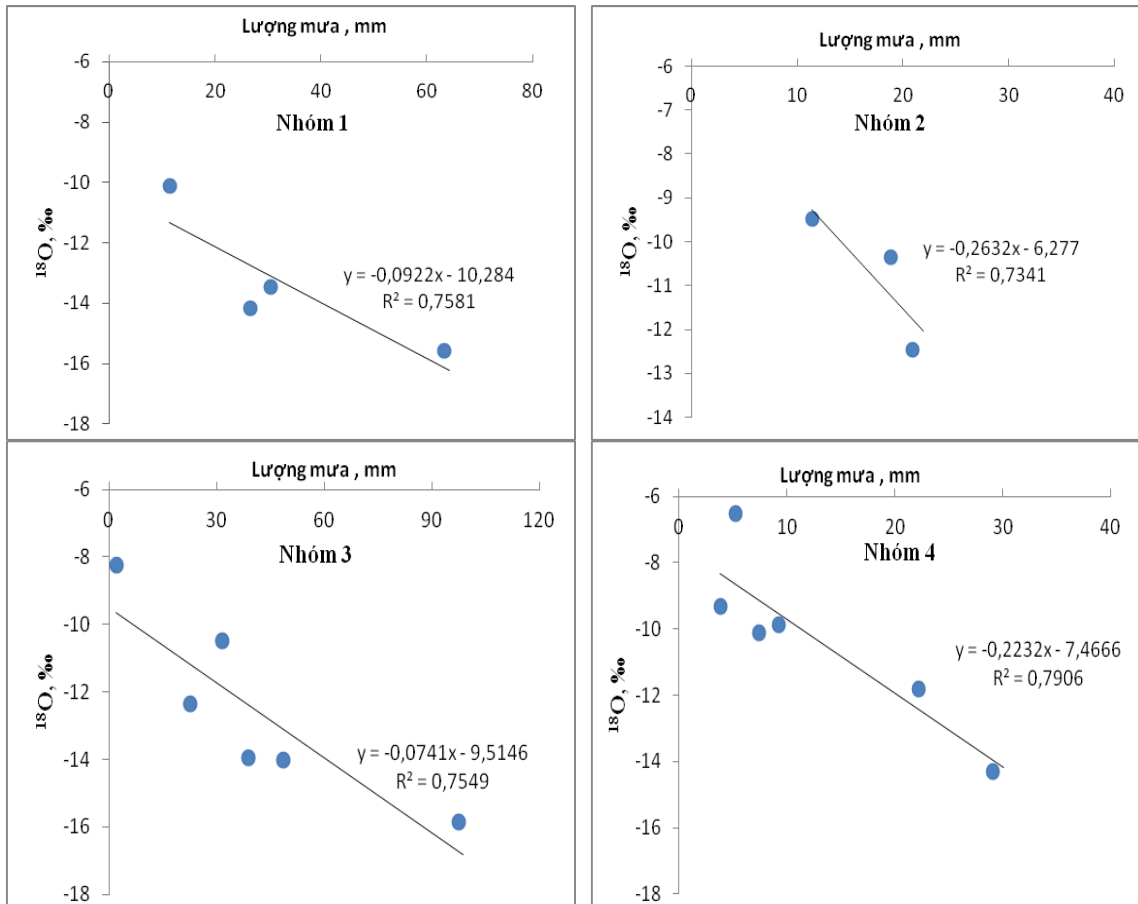 Lượng mưa , mm
-6
0
20
40
60
80
Nhóm 1
-8
-10
-12
-14
-16
-18
¹⁸O, ‰
y = -0,0922x - 10,284
R² = 0,7581
Lượng mưa , mm
-6
0
10
20
30
40
-7
Nhóm 2
-8
-9
-10
-11
-12
-13
-14
¹⁸O, ‰
y = -0,2632x - 6,277
R² = 0,7341
Lượng mưa , mm
-6
0
30
60
90
120
Nhóm 3
-8
-10
-12
-14
-16
-18
¹⁸O, ‰
y = -0,0741x - 9,5146
R² = 0,7549
Lượng mưa , mm
-6
0
10
20
30
40
Nhóm 4
-8
-10
-12
-14
-16
-18
¹⁸O, ‰
y = -0,2232x - 7,4666
R² = 0,7906